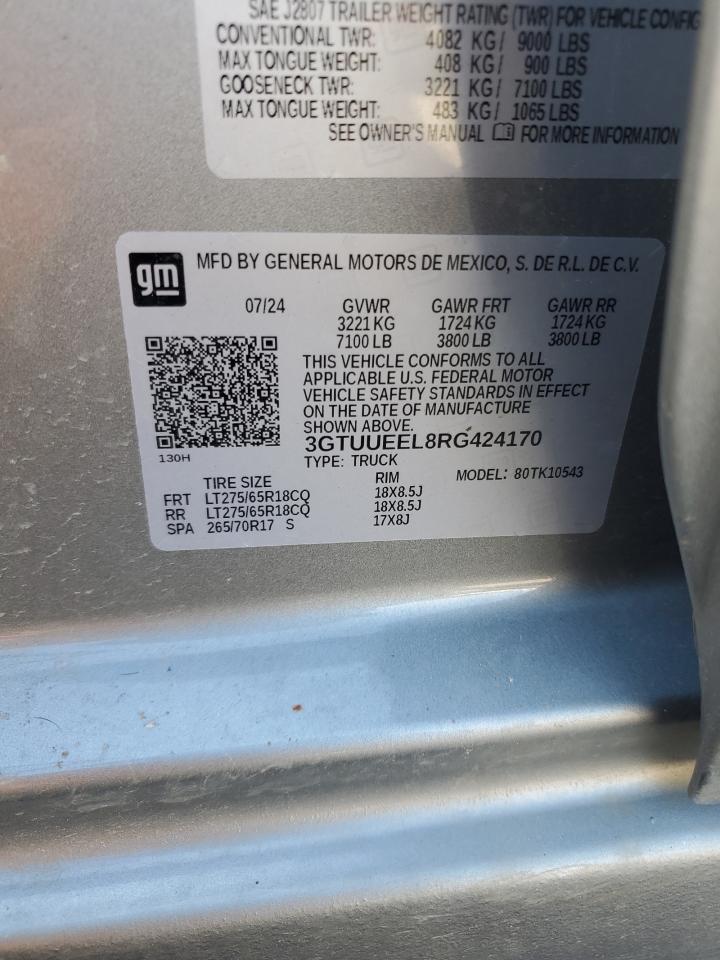 SAE J2807 TRAILER WEIGHT RATING (TWR) FOR VEHICLE CONFIG
CONVENTIONAL TWR: 4082 KG/ 9000 LBS
MAX TONGUE WEIGHT: 408 KG/ 900 LBS
GOOSENECK TWR: 3221 KG/ 7100 LBS
MAX TONGUE WEIGHT: 483 KG/ 1065 LBS
SEE OWNER'S MANUAL FOR MORE INFORMATION
gm
MFD BY GENERAL MOTORS DE MEXICO, S. DE R.L. DE C.V.
07/24 GVWR GAWR FRT GAWR RR
3221 KG 1724 KG 1724 KG
7100 LB 3800 LB 3800 LB
THIS VEHICLE CONFORMS TO ALL
APPLICABLE U.S. FEDERAL MOTOR
VEHICLE SAFETY STANDARDS IN EFFECT
ON THE DATE OF MANUFACTURE
SHOWN ABOVE.
3GTUUEEL8RG424170
130H
TYPE: TRUCK MODEL: 80TK10543
TIRE SIZE RIM
FRT LT275/65R18CQ 18X8.5J
RR LT275/65R18CQ 18X8.5J
SPA 265/70R17 S 17X8J